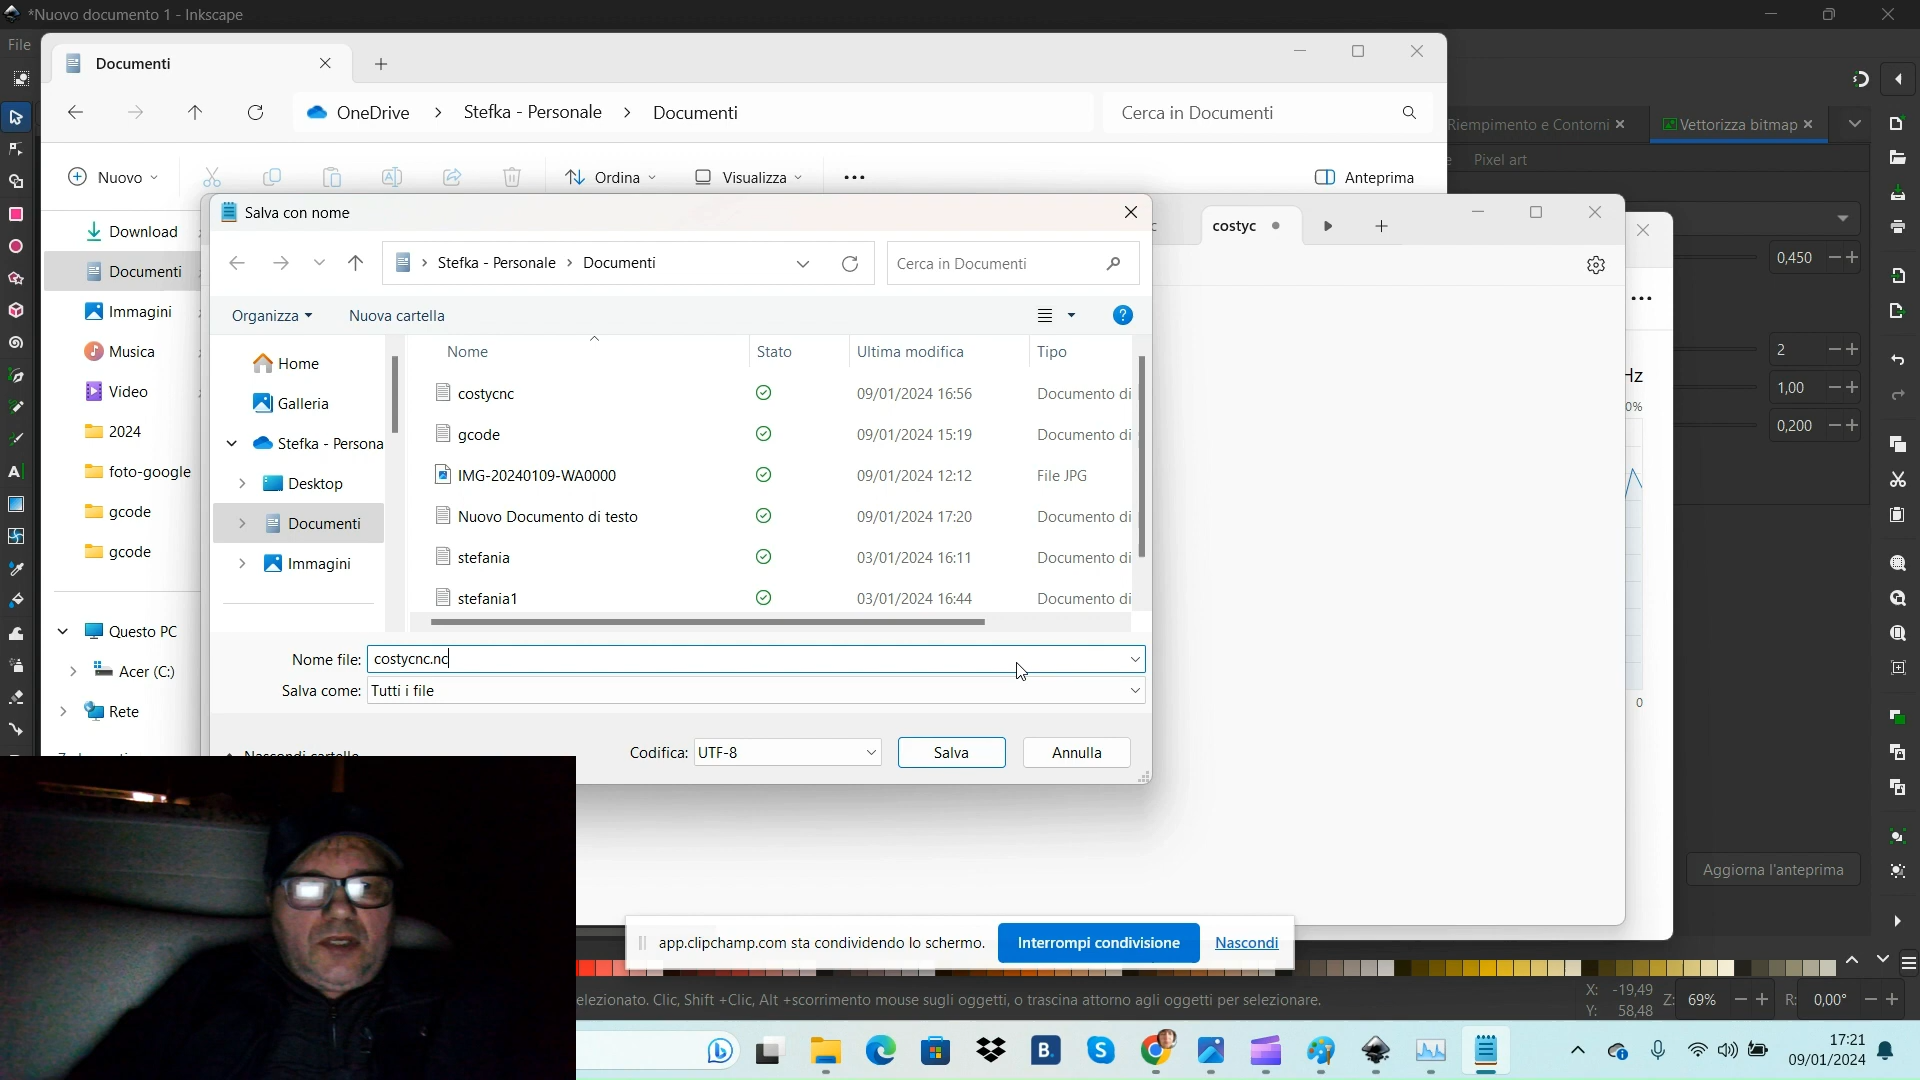 *Nuovo documento 1 - Inkscape
File
Documenti
OneDrive > Stefka - Personale > Documenti
Cerca in Documenti
Riempimento e Contorni
Vettorizza bitmap
Pixel art
Nuovo
Ordina
Visualizza
Anteprima
Download
Documenti
Immagini
Musica
Video
2024
foto-google
gcode
gcode
Questo PC
Acer (C:)
Rete
Salva con nome
Stefka - Personale > Documenti
Cerca in Documenti
Organizza
Nuova cartella
Home
Galleria
Stefka - Persona
Desktop
Documenti
Immagini
Nome Stato Ultima modifica Tipo
costycnc 09/01/2024 16:56 Documento di
gcode 09/01/2024 15:19 Documento di
IMG-20240109-WA0000 09/01/2024 12:12 File JPG
Nuovo Documento di testo 09/01/2024 17:20 Documento di
stefania 03/01/2024 16:11 Documento di
stefania1 03/01/2024 16:44 Documento di
Nome file: costycnc.nc
Salva come: Tutti i file
Codifica: UTF-8
Salva
Annulla
costyc
Hz
0%
0
0,450
2
1,00
0,200
Aggiorna l'anteprima
app.clipchamp.com sta condividendo lo schermo.
Interrompi condivisione
Nascondi
elezionato. Clic, Shift +Clic, Alt +scorrimento mouse sugli oggetti, o trascina attorno agli oggetti per selezionare.
X: -19,49
Y: 58,48
Z: 69%
R: 0,00°
B.
17:21
09/01/2024